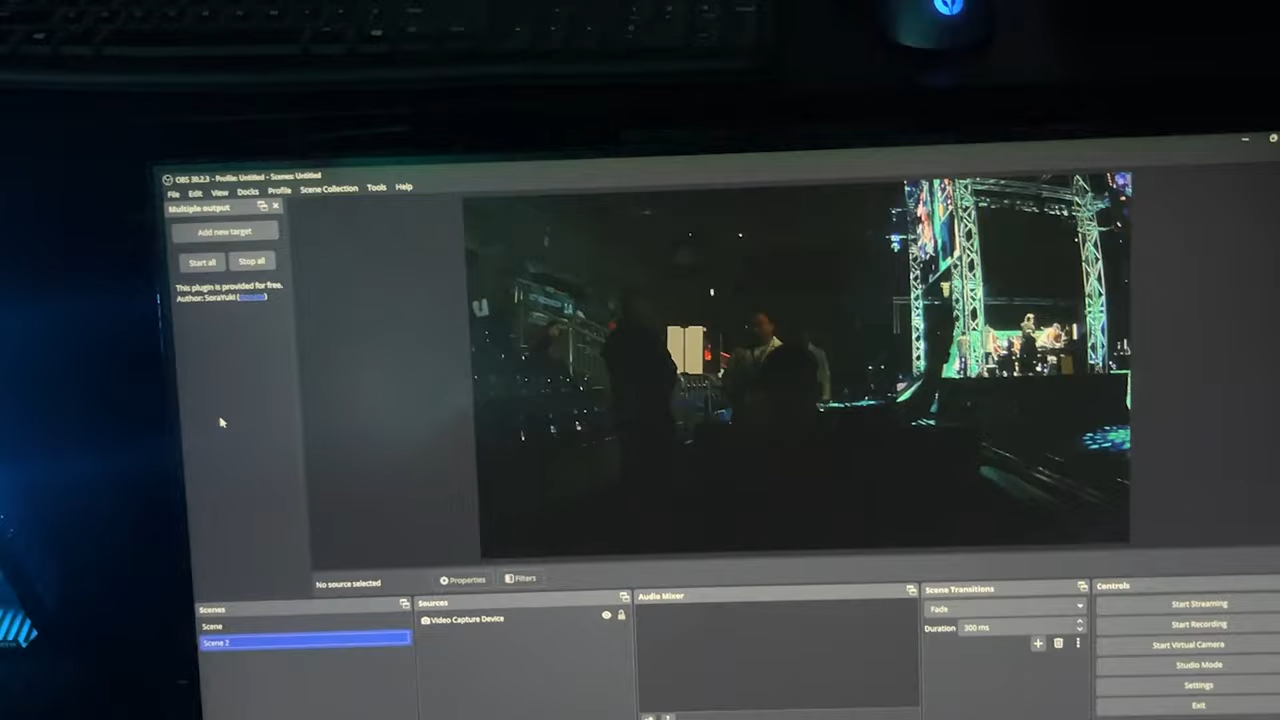 OBS 30.2.3 - Profile: Untitled - Scenes: Untitled
File Edit View Docks Profile Scene Collection Tools Help
Multiple output
Add new target
Start all Stop all
This plugin is provided for free.
Author: SoraYuki
No source selected Properties Filters
Scenes
Scene
Scene 2
Sources
Video Capture Device
Audio Mixer
Scene Transitions
Fade
Duration 300 ms
Controls
Start Streaming
Start Recording
Start Virtual Camera
Studio Mode
Settings
Exit